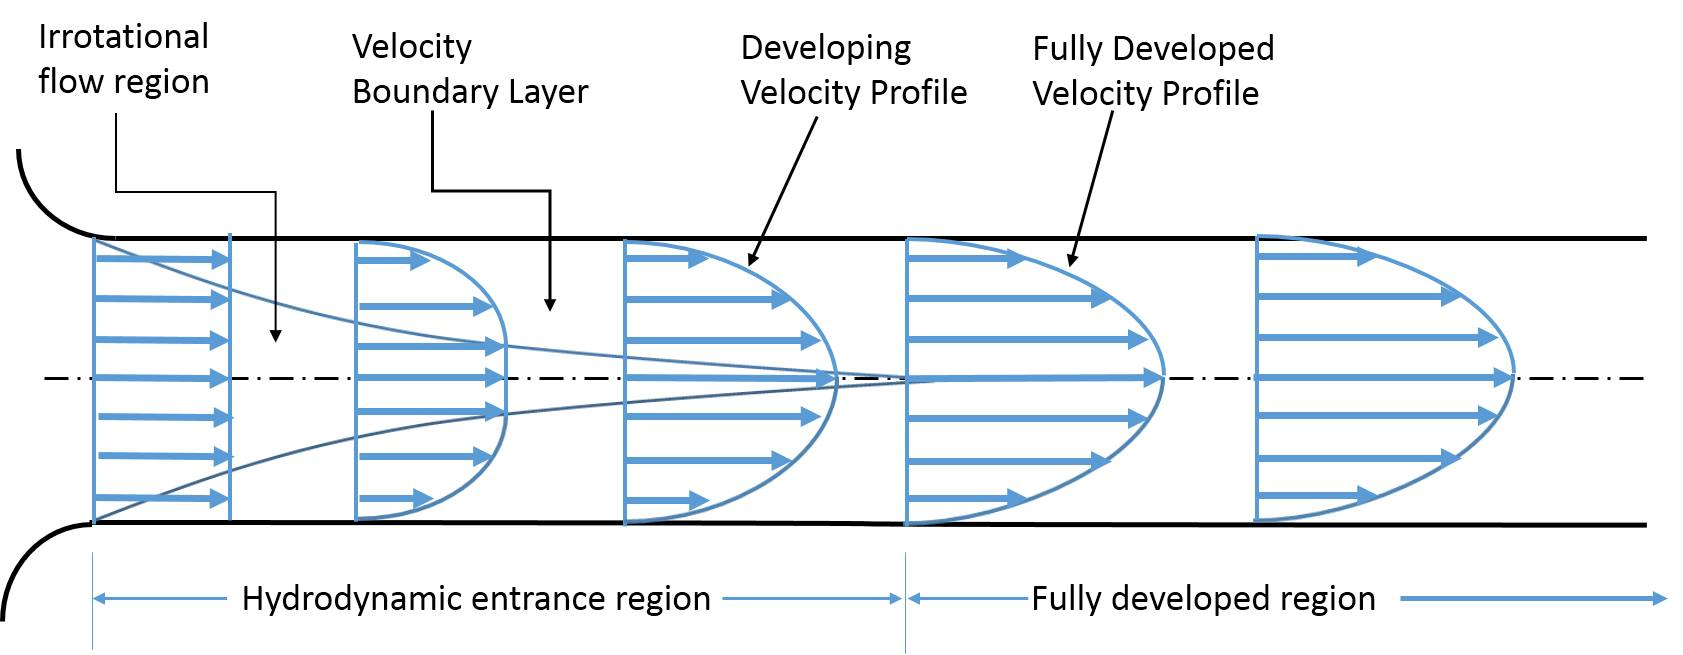 Irrotational
flow region
Velocity
Boundary Layer
Developing
Velocity Profile
Fully Developed
Velocity Profile
Hydrodynamic entrance region
Fully developed region